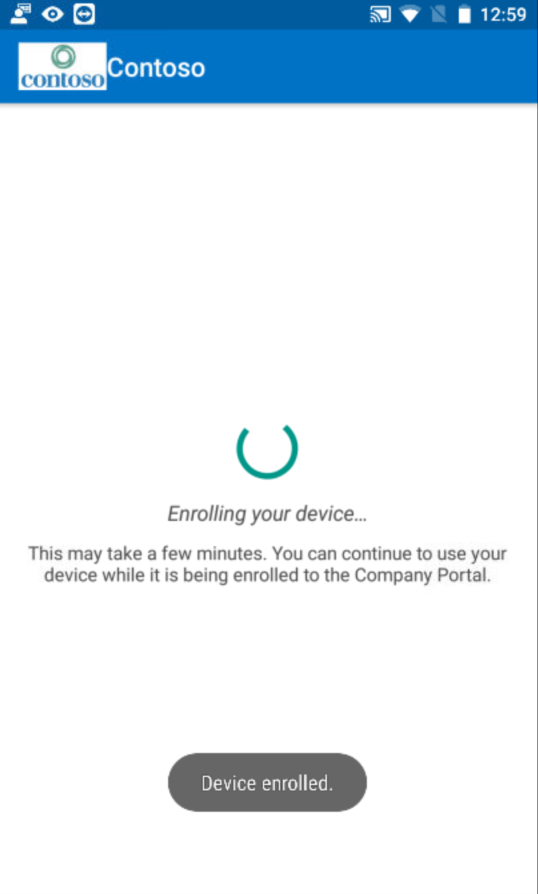 12:59
contoso
Contoso
Enrolling your device...
This may take a few minutes. You can continue to use your
device while it is being enrolled to the Company Portal.
Device enrolled.